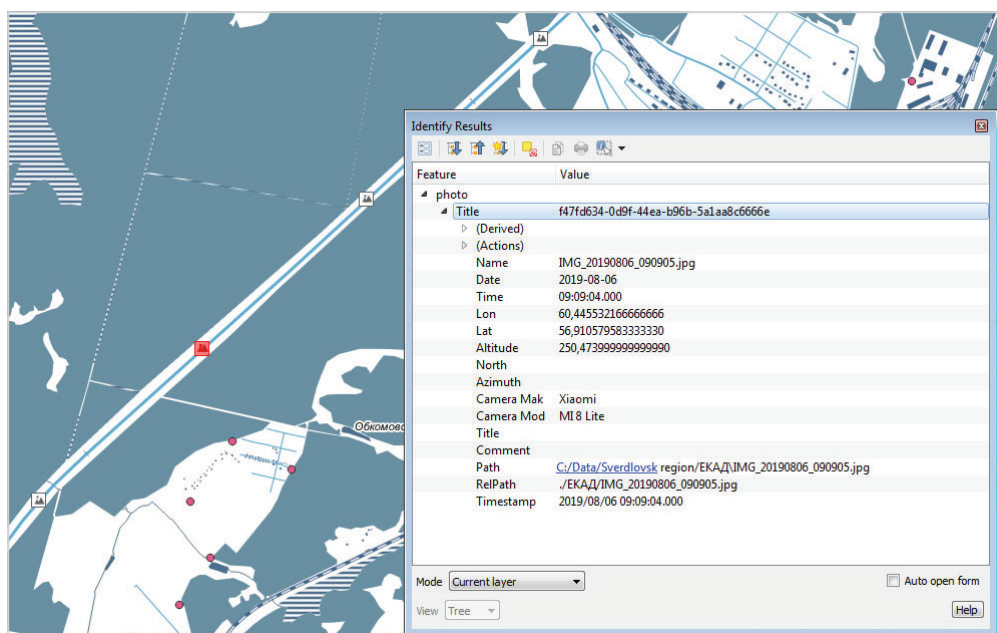 Identify Results
Feature Value
photo
Title f47fd634-0d9f-44ea-b96b-5a1aa8c6666e
(Derived)
(Actions)
Name IMG_20190806_090905.jpg
Date 2019-08-06
Time 09:09:04.000
Lon 60,445532166666666
Lat 56,910579583333330
Altitude 250,473999999999990
North
Azimuth
Camera Mak Xiaomi
Camera Mod MI 8 Lite
Title
Comment
Path C:/Data/Sverdlovsk region/ЕКАД\IMG_20190806_090905.jpg
RelPath ./ЕКАД/IMG_20190806_090905.jpg
Timestamp 2019/08/06 09:09:04.000
Обкомовс
Mode Current layer Auto open form
View Tree Help